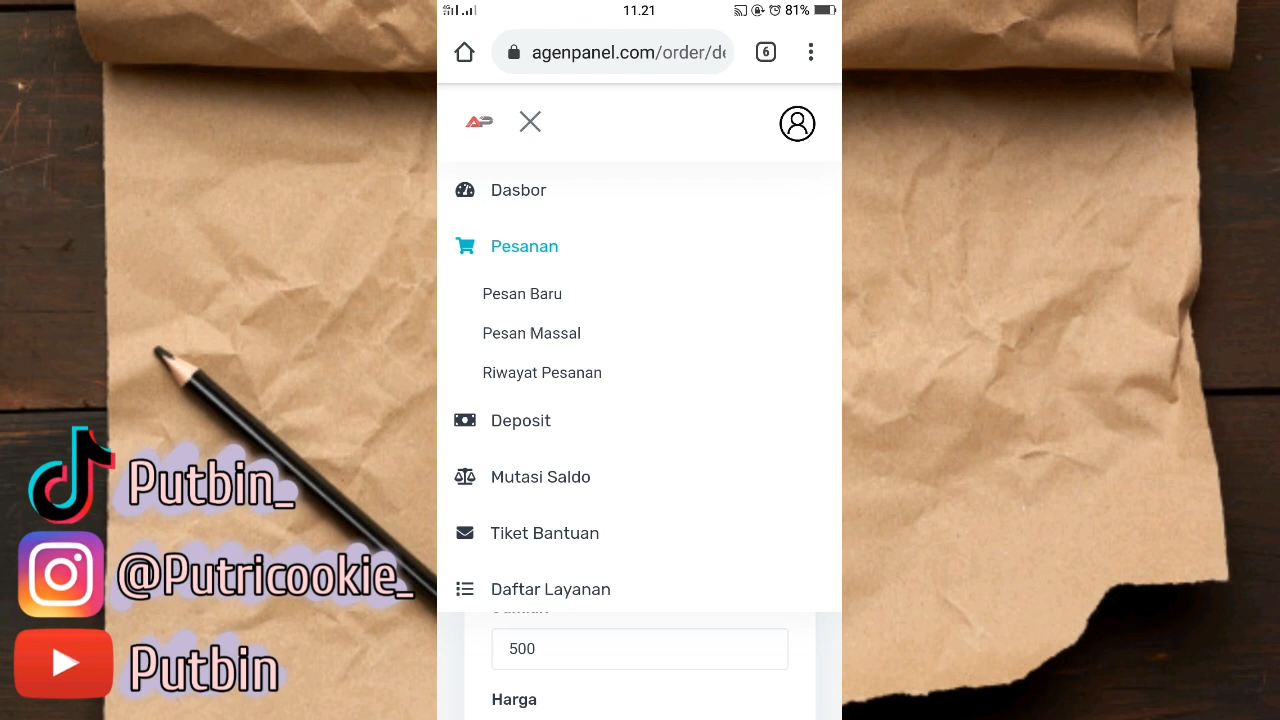 11.21
81%
agenpanel.com/order/de
6
AP
Dasbor
Pesanan
Pesan Baru
Pesan Massal
Riwayat Pesanan
Deposit
Mutasi Saldo
Tiket Bantuan
Daftar Layanan
500
Harga
Putbin_
@Putricookie_
Putbin